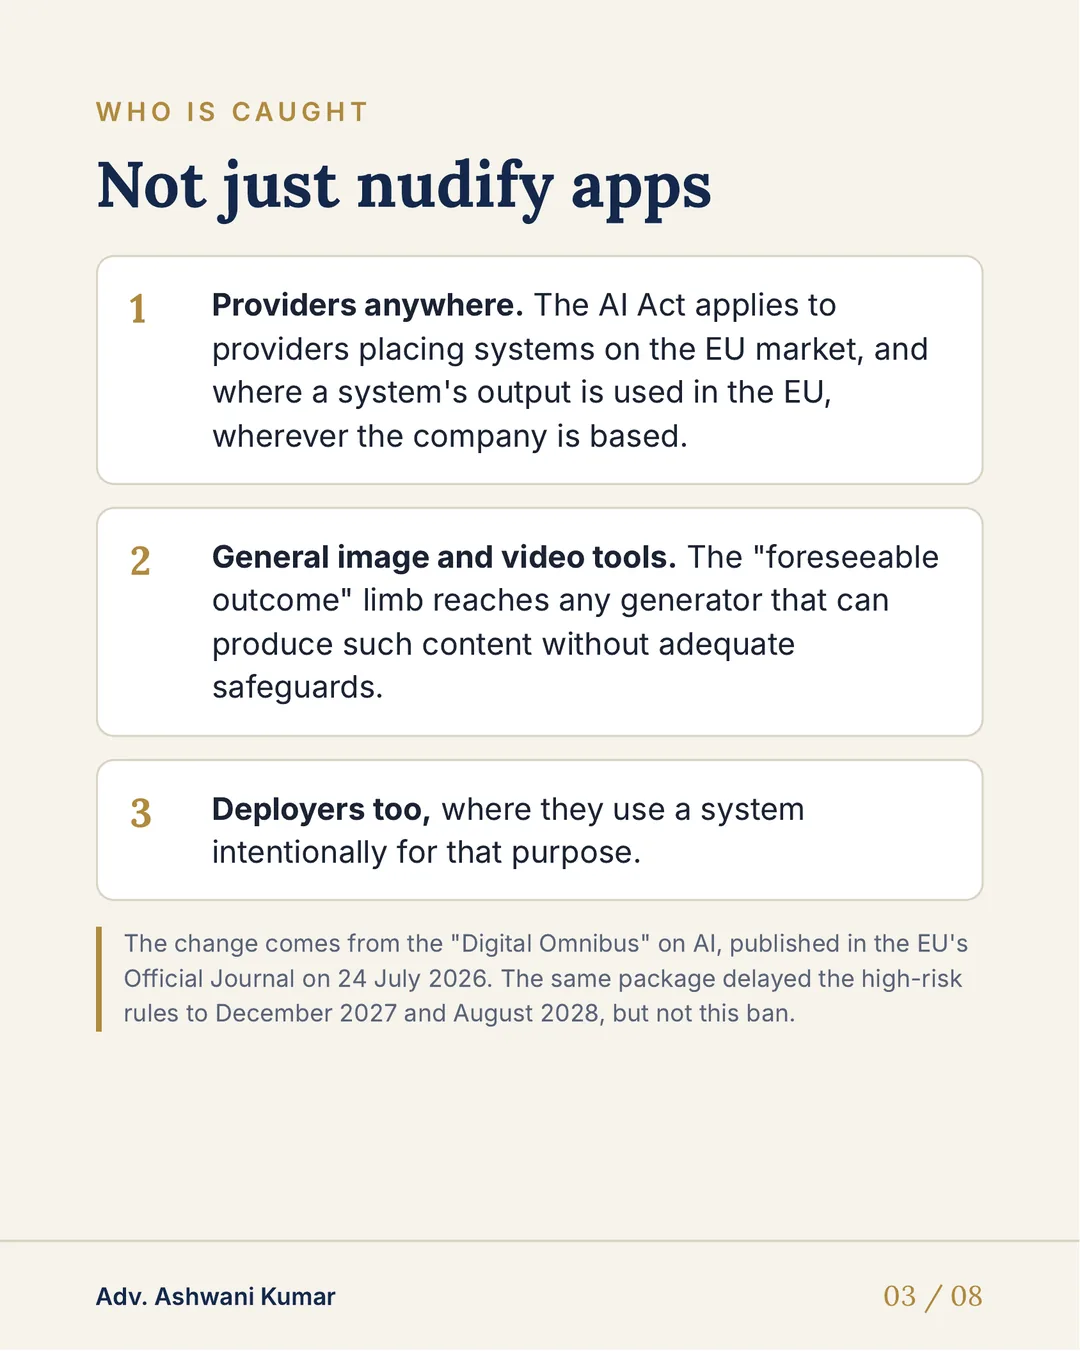 WHO IS CAUGHT
Not just nudify apps
1
Providers anywhere. The AI Act applies to
providers placing systems on the EU market, and
where a system's output is used in the EU,
wherever the company is based.
2
General image and video tools. The "foreseeable
outcome" limb reaches any generator that can
produce such content without adequate
safeguards.
3
Deployers too, where they use a system
intentionally for that purpose.
The change comes from the "Digital Omnibus" on AI, published in the EU's
Official Journal on 24 July 2026. The same package delayed the high-risk
rules to December 2027 and August 2028, but not this ban.
Adv. Ashwani Kumar
03 / 08